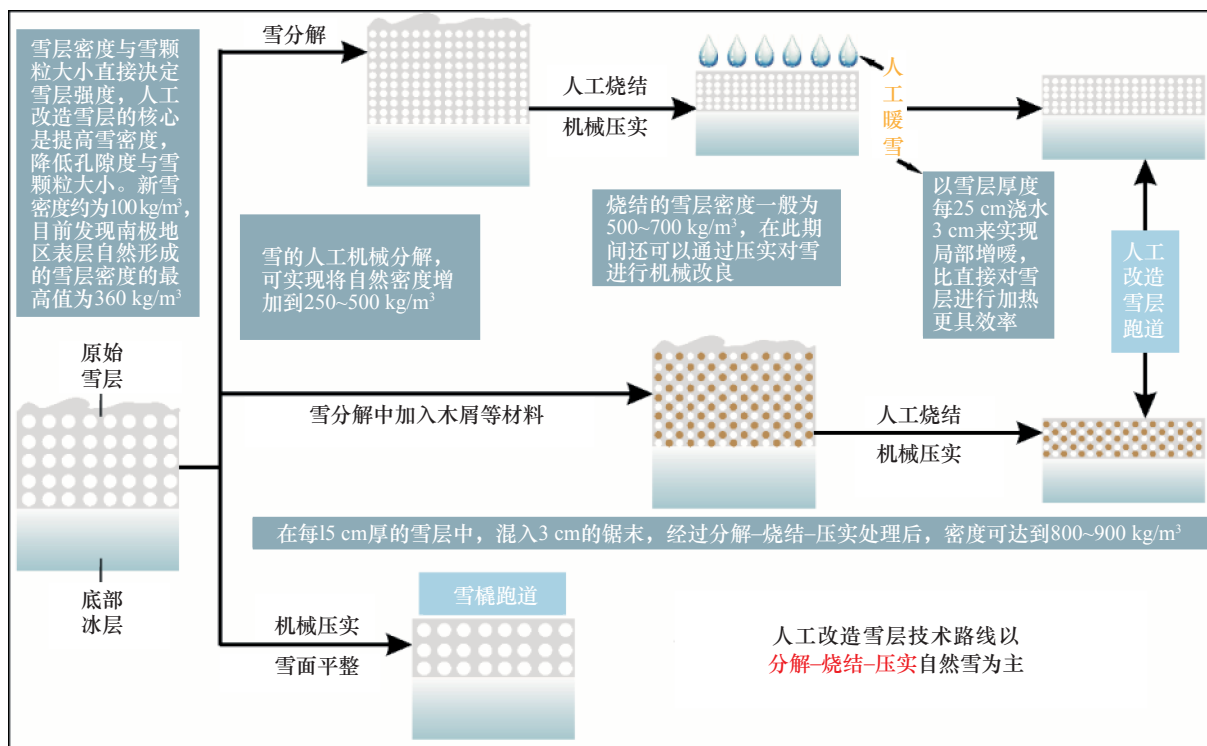 雪层密度与雪颗
粒大小直接决定
雪层强度，人工
改造雪层的核心
是提高雪密度，
降低孔隙度与雪
颗粒大小。新雪
密度约为100 kg/m³，
目前发现南极地
区表层自然形成
的雪层密度的最
高值为360 kg/m³
雪分解
人工烧结
机械压实
人工暖雪
雪的人工机械分解，
可实现将自然密度增
加到250~500 kg/m³
烧结的雪层密度一般为
500~700 kg/m³，在此期
间还可以通过压实对雪
进行机械改良
以雪层厚度
每25 cm浇水
3 cm来实现
局部增暖，
比直接对雪
层进行加热
更具效率
人工
改造
雪层
跑道
原始
雪层
雪分解中加入木屑等材料
人工烧结
机械压实
在每15 cm厚的雪层中，混入3 cm的锯末，经过分解–烧结–压实处理后，密度可达到800~900 kg/m³
底部
冰层
机械压实
雪面平整
雪橇跑道
人工改造雪层技术路线以
分解–烧结–压实自然雪为主